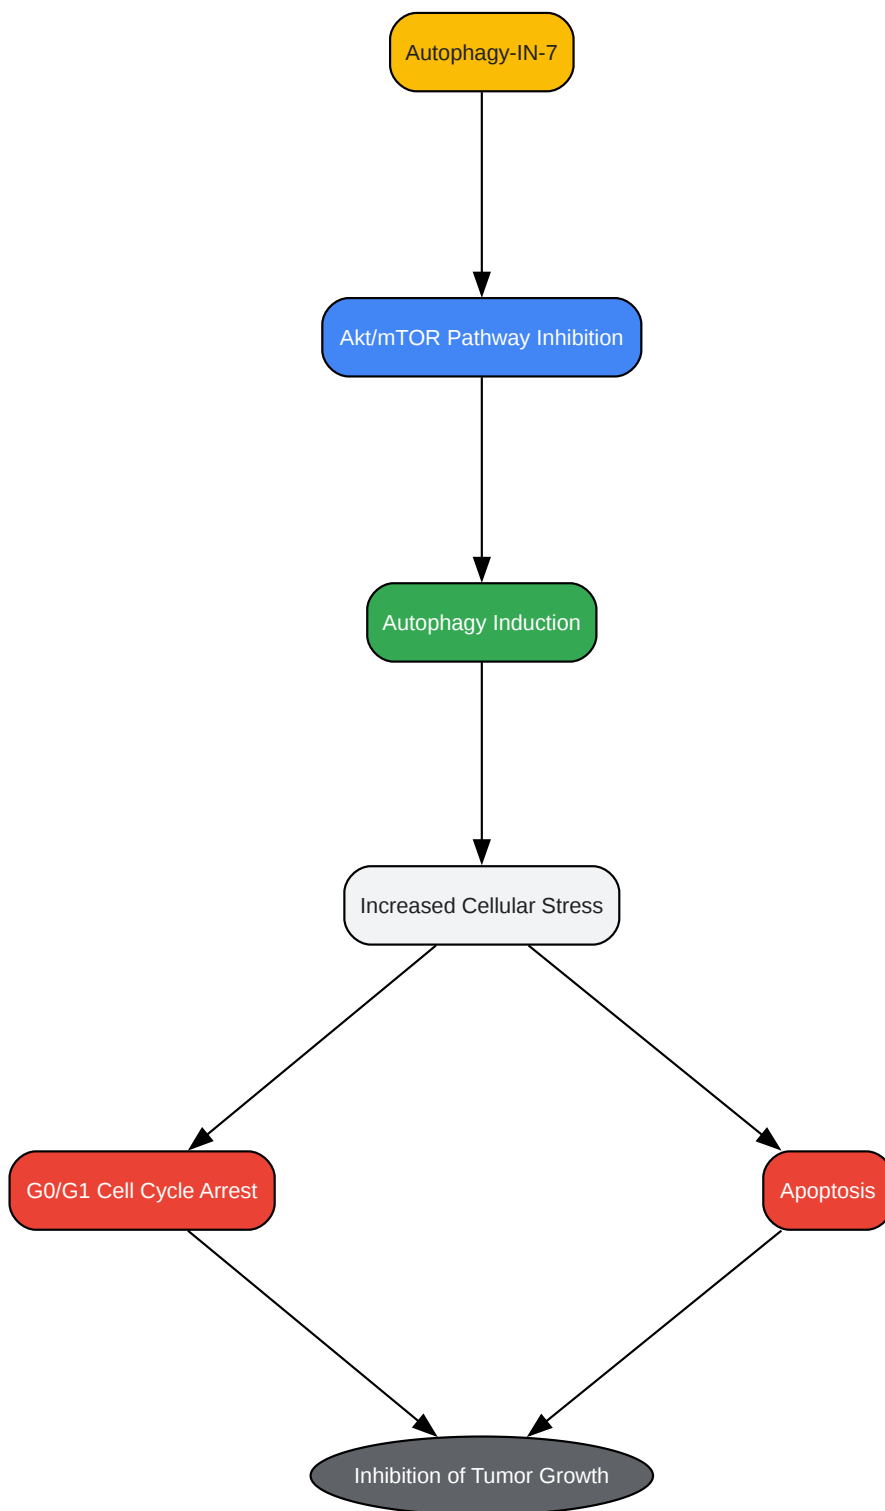 Autophagy-IN-7
Akt/mTOR Pathway Inhibition
Autophagy Induction
Increased Cellular Stress
G0/G1 Cell Cycle Arrest
Apoptosis
Inhibition of Tumor Growth